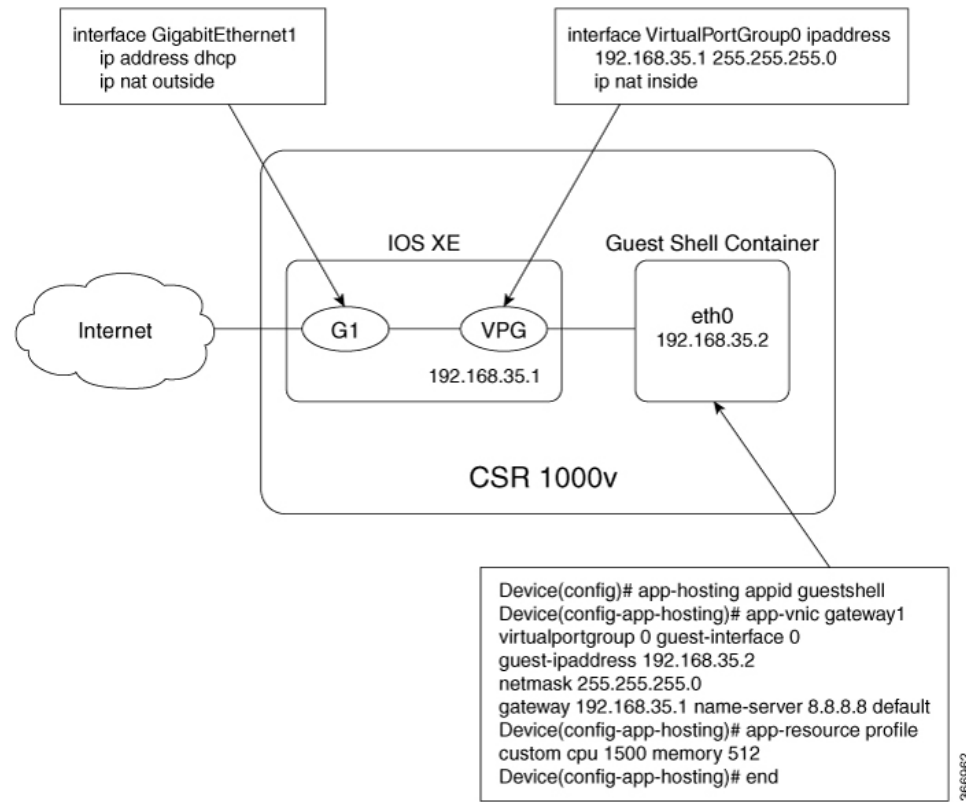 interface GigabitEthernet1
ip address dhcp
ip nat outside
interface VirtualPortGroup0 ipaddress
192.168.35.1 255.255.255.0
ip nat inside
IOS XE
Guest Shell Container
Internet
G1
VPG
192.168.35.1
eth0
192.168.35.2
CSR 1000v
Device(config)# app-hosting appid guestshell
Device(config-app-hosting)# app-vnic gateway1
virtualportgroup 0 guest-interface 0
guest-ipaddress 192.168.35.2
netmask 255.255.255.0
gateway 192.168.35.1 name-server 8.8.8.8 default
Device(config-app-hosting)# app-resource profile
custom cpu 1500 memory 512
Device(config-app-hosting)# end
366962